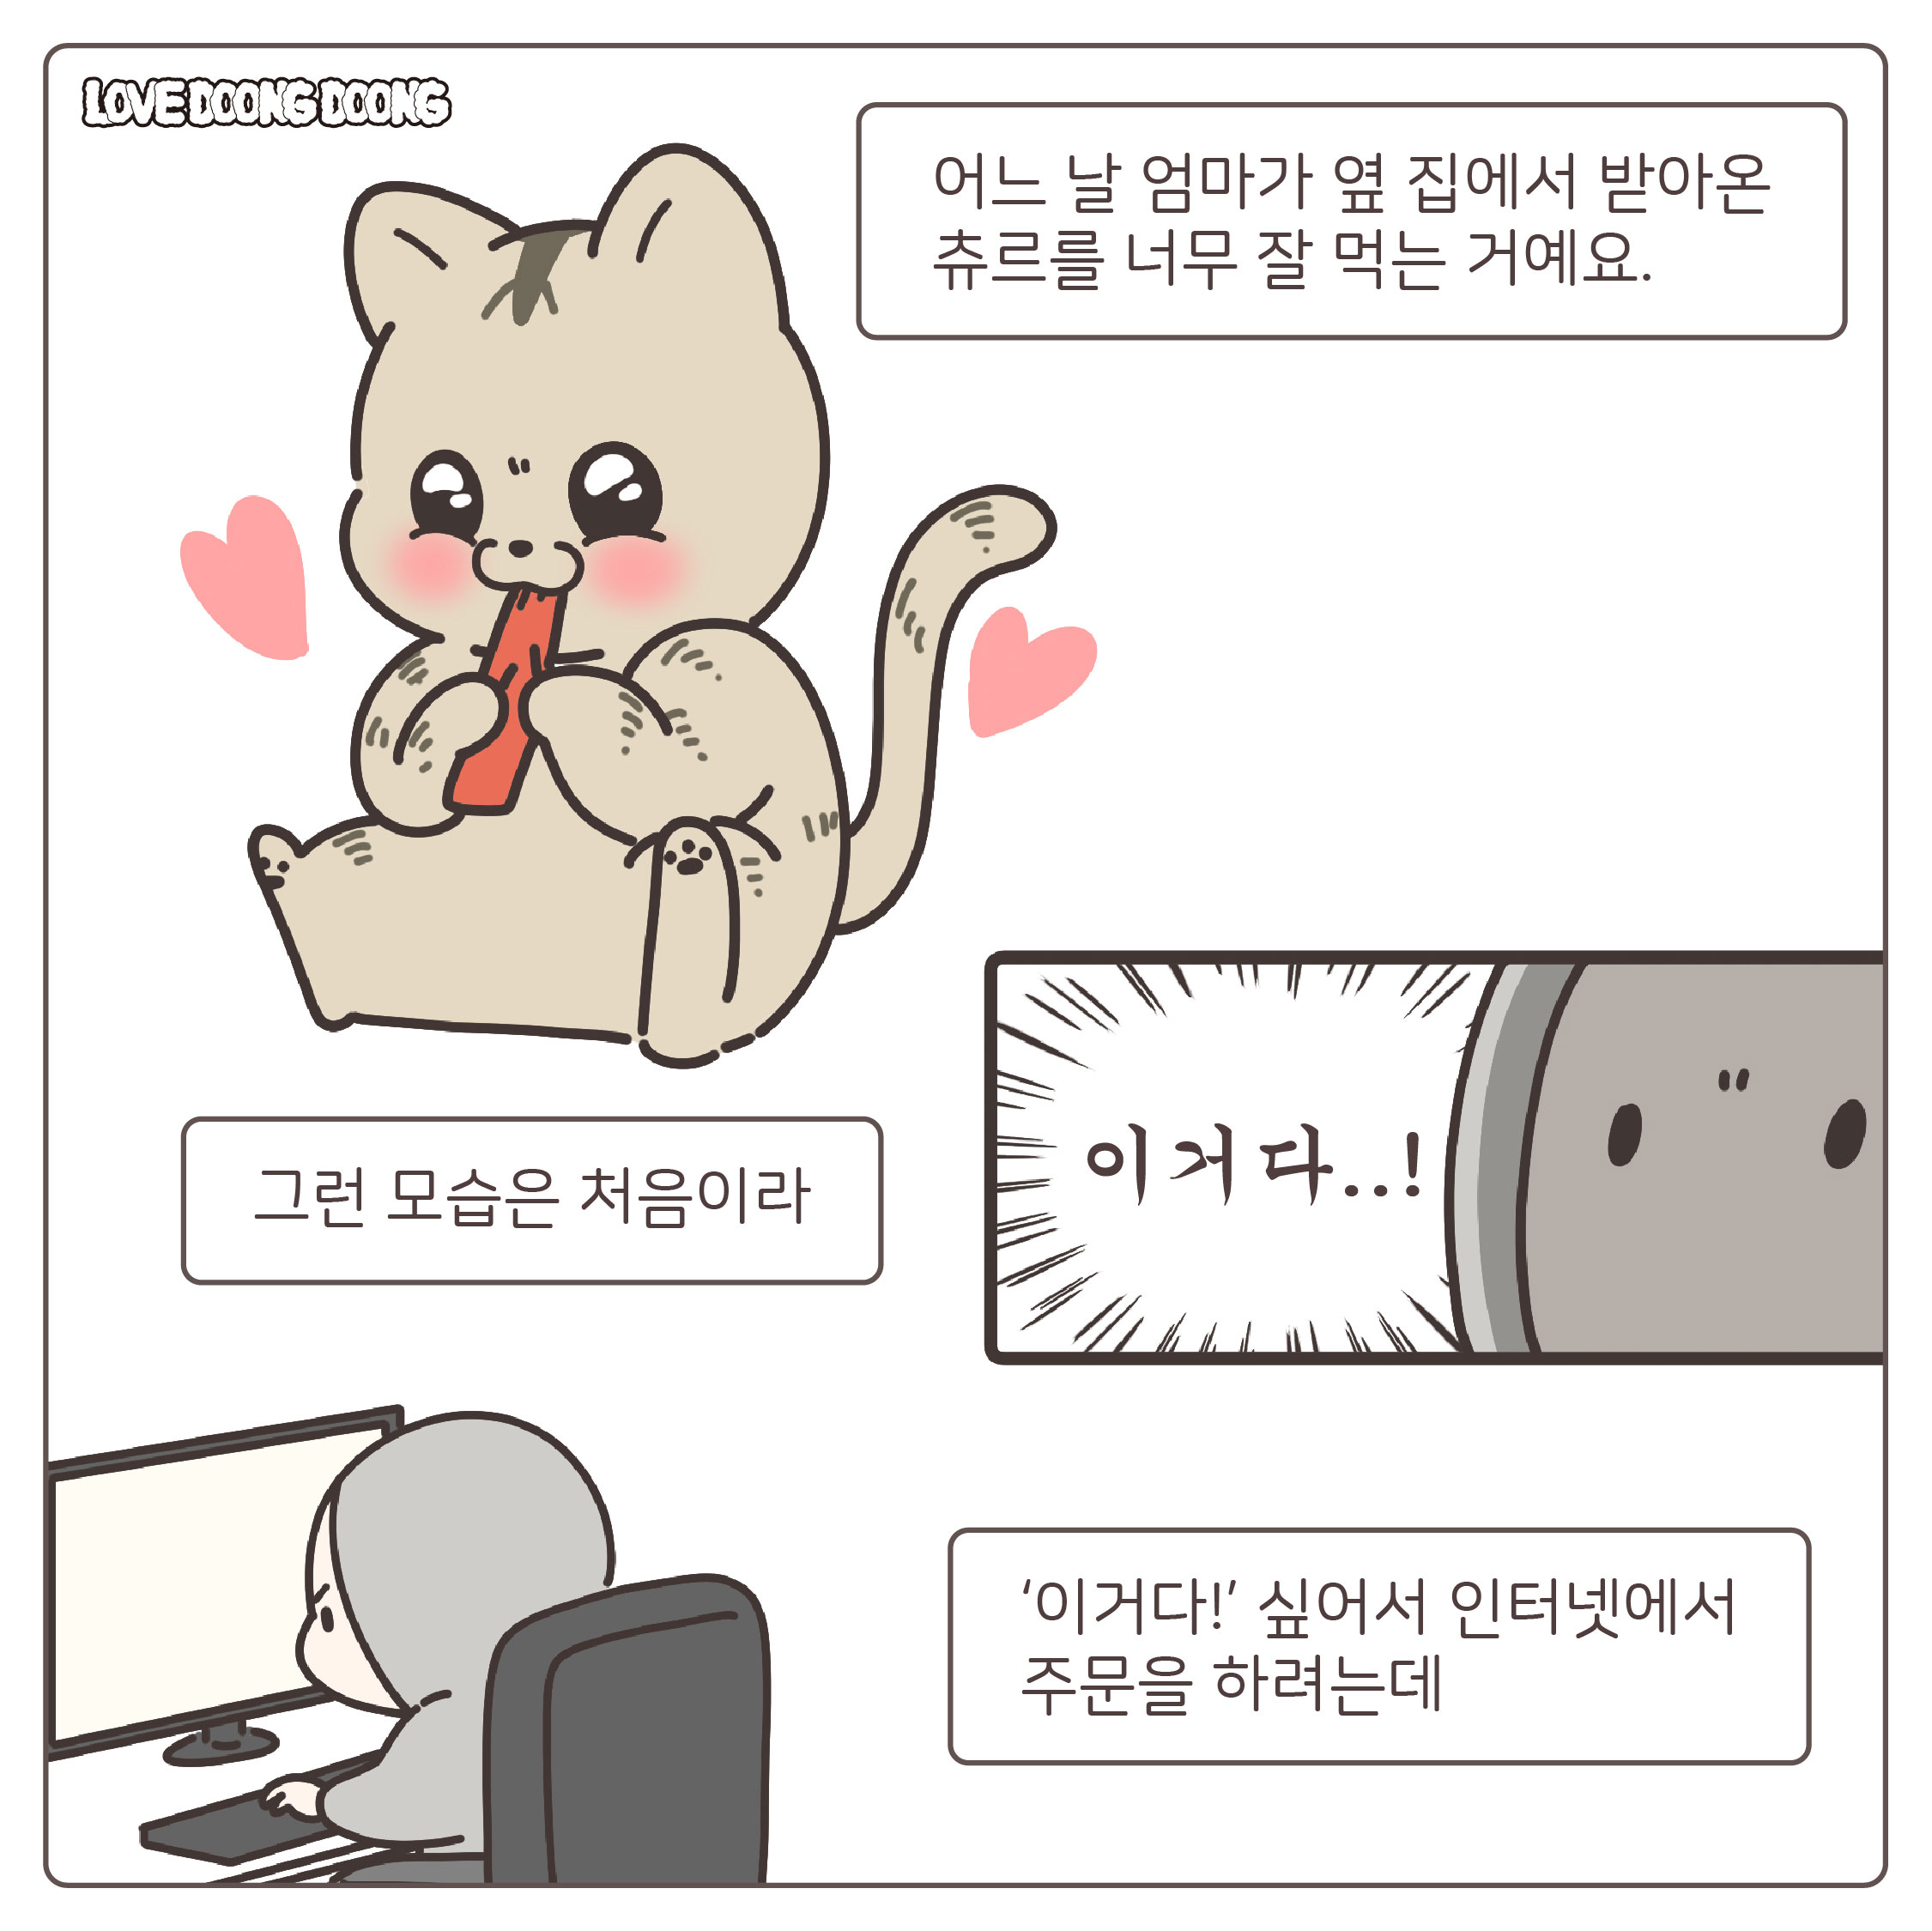 LOVE DOONG DOONG
어느 날 엄마가 옆 집에서 받아온
츄르를 너무 잘 먹는 거예요.
그런 모습은 처음이라
이거다..!
‘이거다!’ 싶어서 인터넷에서
주문을 하려는데